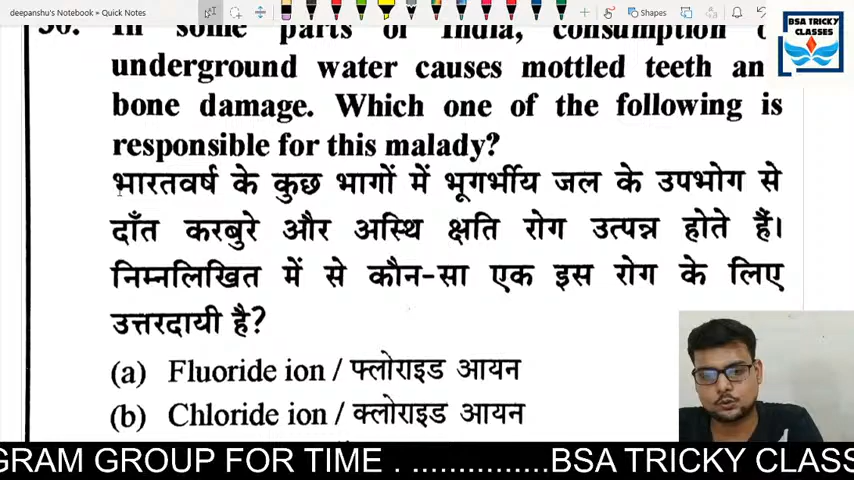 deepanshu's Notebook » Quick Notes
Shapes
BSA TRICKY
CLASSES
30. In some parts of India, consumption
underground water causes mottled teeth an
bone damage. Which one of the following is
responsible for this malady?
भारतवर्ष के कुछ भागों में भूगर्भीय जल के उपभोग से
दाँत करबुरे और अस्थि क्षति रोग उत्पन्न होते हैं।
निम्नलिखित में से कौन-सा एक इस रोग के लिए
उत्तरदायी है?
(a) Fluoride ion / फ्लोराइड आयन
(b) Chloride ion / क्लोराइड आयन
GRAM GROUP FOR TIME . ...............BSA TRICKY CLASS